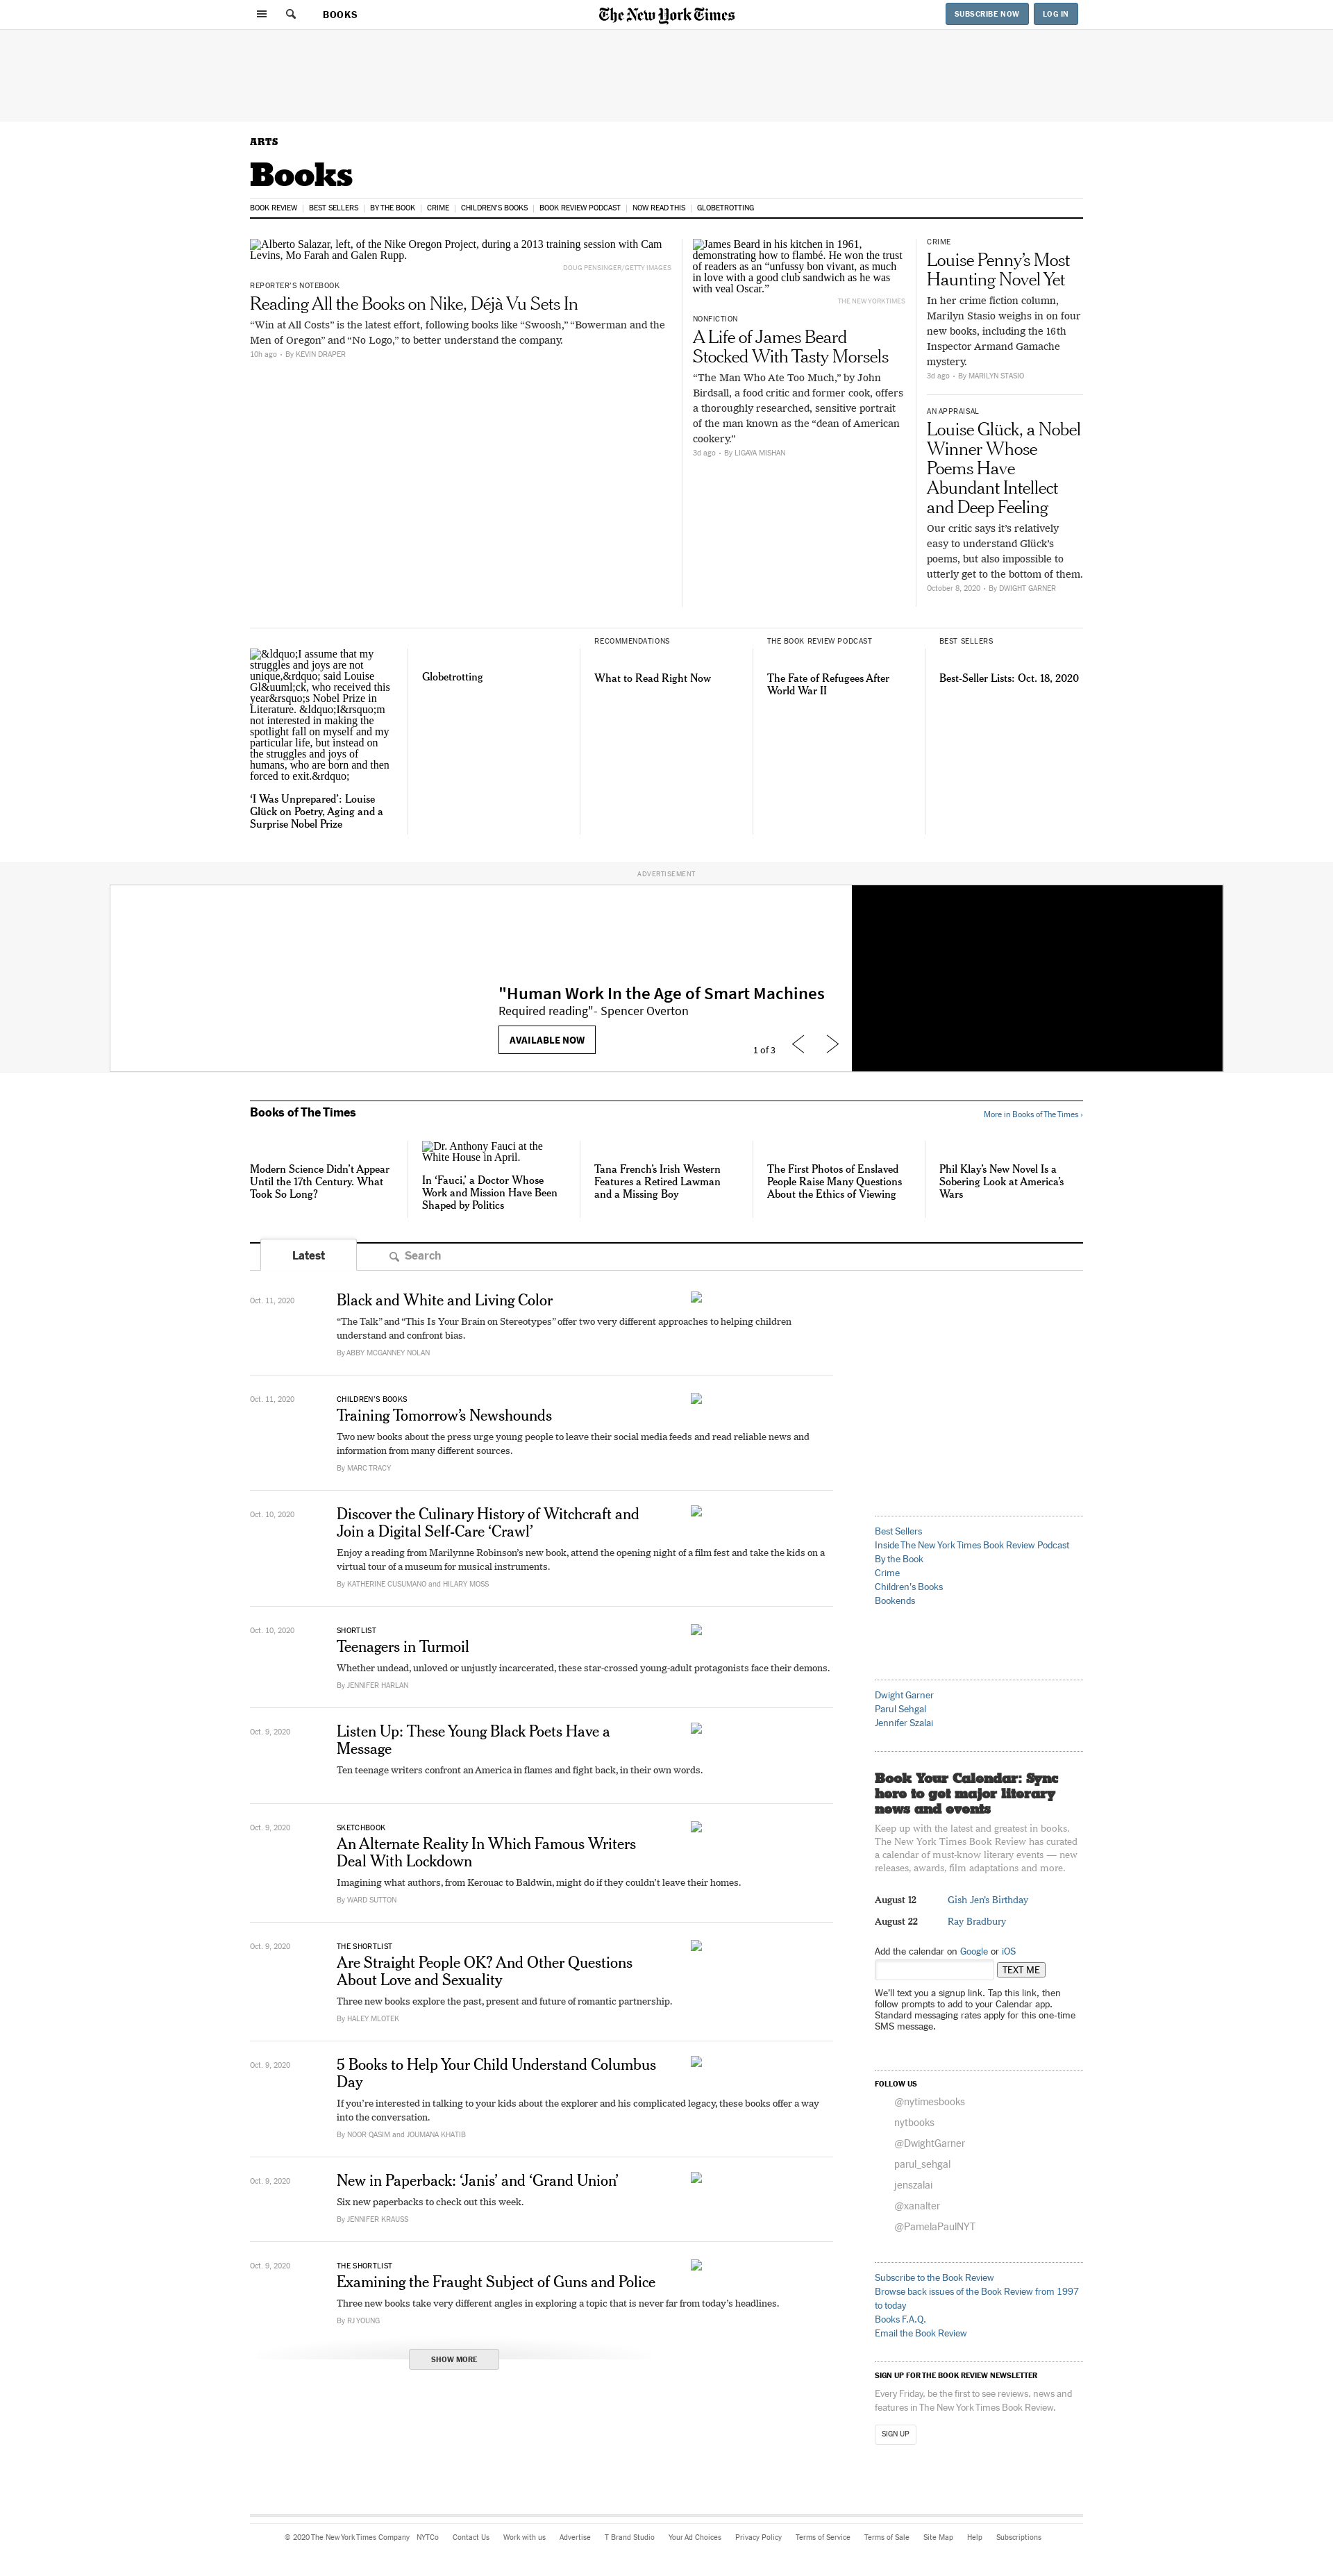 BOOKS
The New York Times
SUBSCRIBE NOW
LOG IN
ARTS
Books
BOOK REVIEW
BEST SELLERS
BY THE BOOK
CRIME
CHILDREN'S BOOKS
BOOK REVIEW PODCAST
NOW READ THIS
GLOBETROTTING
Alberto Salazar, left, of the Nike Oregon Project, during a 2013 training session with Cam
Levins, Mo Farah and Galen Rupp.
DOUG PENSINGER/GETTY IMAGES
REPORTER'S NOTEBOOK
Reading All the Books on Nike, Déjà Vu Sets In
“Win at All Costs” is the latest effort, following books like “Swoosh,” “Bowerman and the
Men of Oregon” and “No Logo,” to better understand the company.
10h ago • By KEVIN DRAPER
James Beard in his kitchen in 1961,
demonstrating how to flambé. He won the trust
of readers as an “unfussy bon vivant, as much
in love with a good club sandwich as he was
with veal Oscar.”
THE NEW YORK TIMES
NONFICTION
A Life of James Beard
Stocked With Tasty Morsels
“The Man Who Ate Too Much,” by John
Birdsall, a food critic and former cook, offers
a thoroughly researched, sensitive portrait
of the man known as the “dean of American
cookery.”
3d ago • By LIGAYA MISHAN
CRIME
Louise Penny’s Most
Haunting Novel Yet
In her crime fiction column,
Marilyn Stasio weighs in on four
new books, including the 16th
Inspector Armand Gamache
mystery.
3d ago • By MARILYN STASIO
AN APPRAISAL
Louise Glück, a Nobel
Winner Whose
Poems Have
Abundant Intellect
and Deep Feeling
Our critic says it’s relatively
easy to understand Glück’s
poems, but also impossible to
utterly get to the bottom of them.
October 8, 2020 • By DWIGHT GARNER
&ldquo;I assume that my
struggles and joys are not
unique,&rdquo; said Louise
Gl&uuml;ck, who received this
year&rsquo;s Nobel Prize in
Literature. &ldquo;I&rsquo;m
not interested in making the
spotlight fall on myself and my
particular life, but instead on
the struggles and joys of
humans, who are born and then
forced to exit.&rdquo;
‘I Was Unprepared’: Louise
Glück on Poetry, Aging and a
Surprise Nobel Prize
Globetrotting
RECOMMENDATIONS
What to Read Right Now
THE BOOK REVIEW PODCAST
The Fate of Refugees After
World War II
BEST SELLERS
Best-Seller Lists: Oct. 18, 2020
ADVERTISEMENT
"Human Work In the Age of Smart Machines
Required reading"- Spencer Overton
AVAILABLE NOW
1 of 3
Books of The Times
More in Books of The Times ›
Modern Science Didn’t Appear
Until the 17th Century. What
Took So Long?
Dr. Anthony Fauci at the
White House in April.
In ‘Fauci,’ a Doctor Whose
Work and Mission Have Been
Shaped by Politics
Tana French’s Irish Western
Features a Retired Lawman
and a Missing Boy
The First Photos of Enslaved
People Raise Many Questions
About the Ethics of Viewing
Phil Klay’s New Novel Is a
Sobering Look at America’s
Wars
Latest
Search
Oct. 11, 2020
Black and White and Living Color
“The Talk” and “This Is Your Brain on Stereotypes” offer two very different approaches to helping children
understand and confront bias.
By ABBY MCGANNEY NOLAN
Oct. 11, 2020
CHILDREN’S BOOKS
Training Tomorrow’s Newshounds
Two new books about the press urge young people to leave their social media feeds and read reliable news and
information from many different sources.
By MARC TRACY
Oct. 10, 2020
Discover the Culinary History of Witchcraft and
Join a Digital Self-Care ‘Crawl’
Enjoy a reading from Marilynne Robinson’s new book, attend the opening night of a film fest and take the kids on a
virtual tour of a museum for musical instruments.
By KATHERINE CUSUMANO and HILARY MOSS
Oct. 10, 2020
SHORTLIST
Teenagers in Turmoil
Whether undead, unloved or unjustly incarcerated, these star-crossed young-adult protagonists face their demons.
By JENNIFER HARLAN
Oct. 9, 2020
Listen Up: These Young Black Poets Have a
Message
Ten teenage writers confront an America in flames and fight back, in their own words.
Oct. 9, 2020
SKETCHBOOK
An Alternate Reality In Which Famous Writers
Deal With Lockdown
Imagining what authors, from Kerouac to Baldwin, might do if they couldn’t leave their homes.
By WARD SUTTON
Oct. 9, 2020
THE SHORTLIST
Are Straight People OK? And Other Questions
About Love and Sexuality
Three new books explore the past, present and future of romantic partnership.
By HALEY MLOTEK
Oct. 9, 2020
5 Books to Help Your Child Understand Columbus
Day
If you’re interested in talking to your kids about the explorer and his complicated legacy, these books offer a way
into the conversation.
By NOOR QASIM and JOUMANA KHATIB
Oct. 9, 2020
New in Paperback: ‘Janis’ and ‘Grand Union’
Six new paperbacks to check out this week.
By JENNIFER KRAUSS
Oct. 9, 2020
THE SHORTLIST
Examining the Fraught Subject of Guns and Police
Three new books take very different angles in exploring a topic that is never far from today’s headlines.
By RJ YOUNG
SHOW MORE
Best Sellers
Inside The New York Times Book Review Podcast
By the Book
Crime
Children's Books
Bookends
Dwight Garner
Parul Sehgal
Jennifer Szalai
Book Your Calendar: Sync
here to get major literary
news and events
Keep up with the latest and greatest in books.
The New York Times Book Review has curated
a calendar of must-know literary events — new
releases, awards, film adaptations and more.
August 12
Gish Jen's Birthday
August 22
Ray Bradbury
Add the calendar on Google or iOS
TEXT ME
We'll text you a signup link. Tap this link, then
follow prompts to add to your Calendar app.
Standard messaging rates apply for this one-time
SMS message.
FOLLOW US
@nytimesbooks
nytbooks
@DwightGarner
parul_sehgal
jenszalai
@xanalter
@PamelaPaulNYT
Subscribe to the Book Review
Browse back issues of the Book Review from 1997
to today
Books F.A.Q.
Email the Book Review
SIGN UP FOR THE BOOK REVIEW NEWSLETTER
Every Friday, be the first to see reviews, news and
features in The New York Times Book Review.
SIGN UP
© 2020 The New York Times Company
NYTCo
Contact Us
Work with us
Advertise
T Brand Studio
Your Ad Choices
Privacy Policy
Terms of Service
Terms of Sale
Site Map
Help
Subscriptions